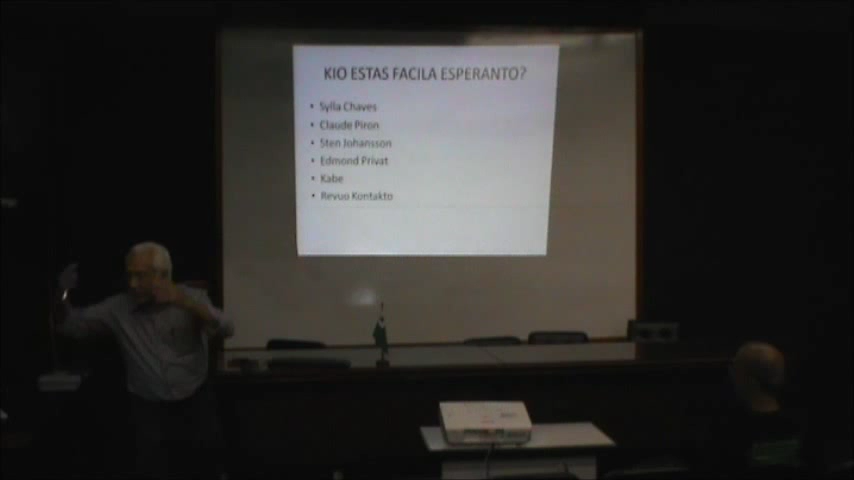 KIO ESTAS FACILA ESPERANTO?
• Sylla Chaves
• Claude Piron
• Sten Johansson
• Edmond Privat
• Kabe
• Revuo Kontakto